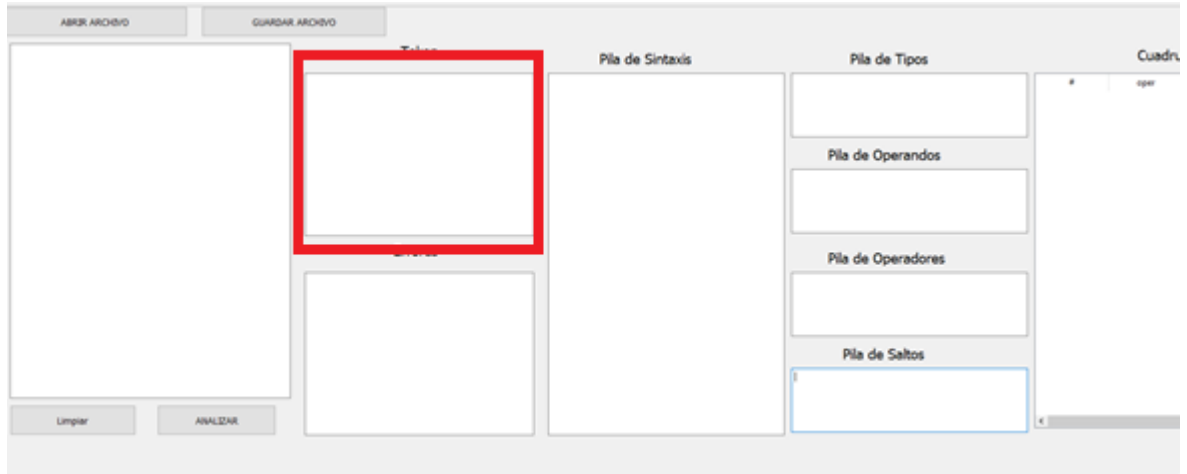 ABRIR ARCHIVO
GUARDAR ARCHIVO
Pila de Sintaxis
Pila de Tipos
Cuadru
#
oper
Pila de Operandos
Pila de Operadores
Pila de Saltos
Limpiar
ANALIZAR